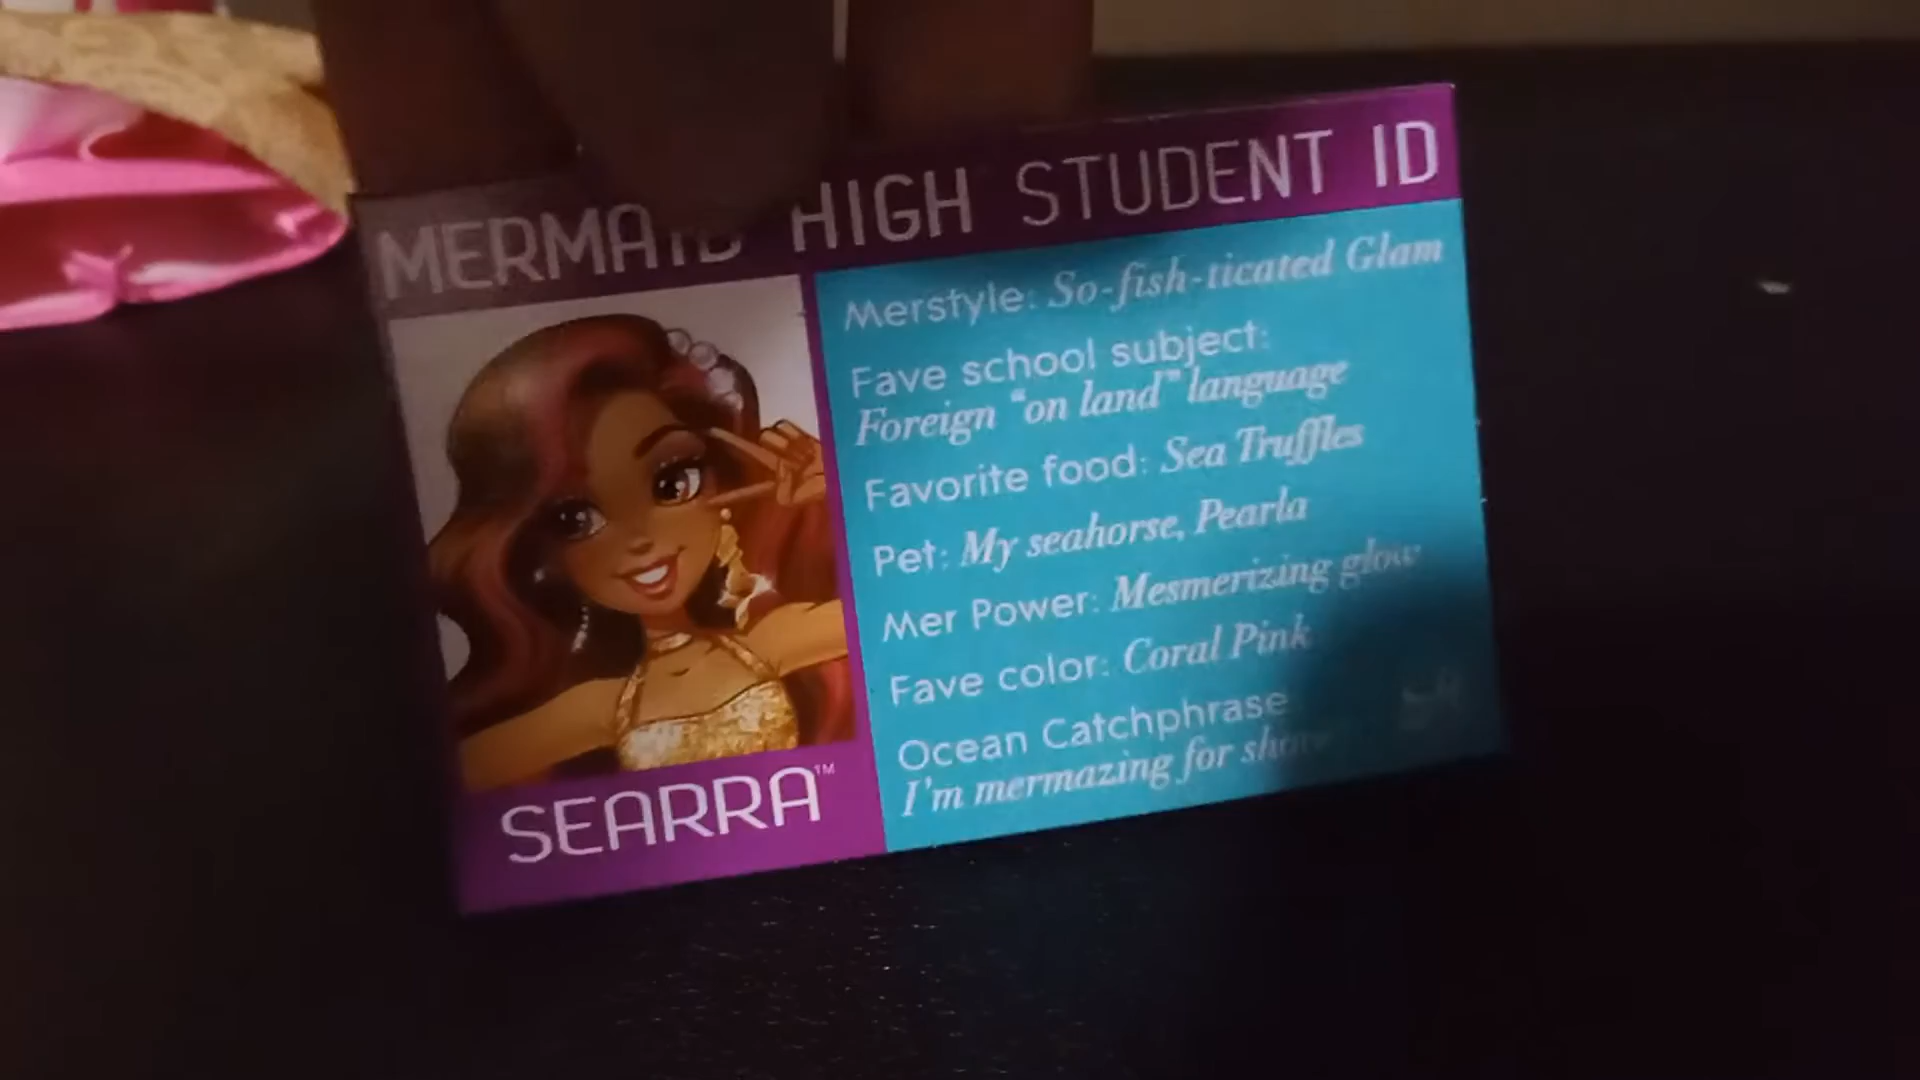 MERMAID HIGH STUDENT ID
Merstyle: So-fish-ticated Glam
Fave school subject:
Foreign "on land" language
Favorite food: Sea Truffles
Pet: My seahorse, Pearla
Mer Power: Mesmerizing glow
Fave color: Coral Pink
Ocean Catchphrase
I'm mermazing for
SEARRA™